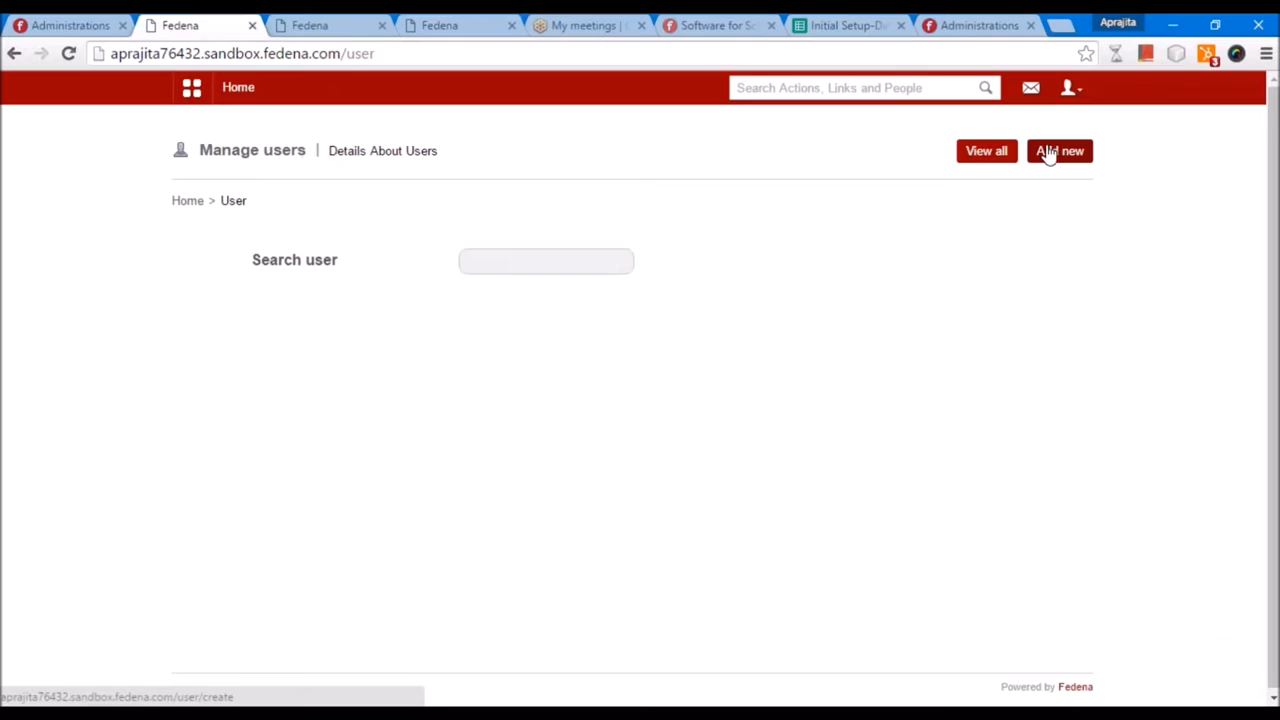 Administrations
Fedena
Fedena
Fedena
My meetings |
Software for Sc
Initial Setup-De
Administrations
Aprajita
aprajita76432.sandbox.fedena.com/user
3
Home
Search Actions, Links and People
Manage users | Details About Users
View all
Add new
Home > User
Search user
Powered by Fedena
aprajita76432.sandbox.fedena.com/user/create